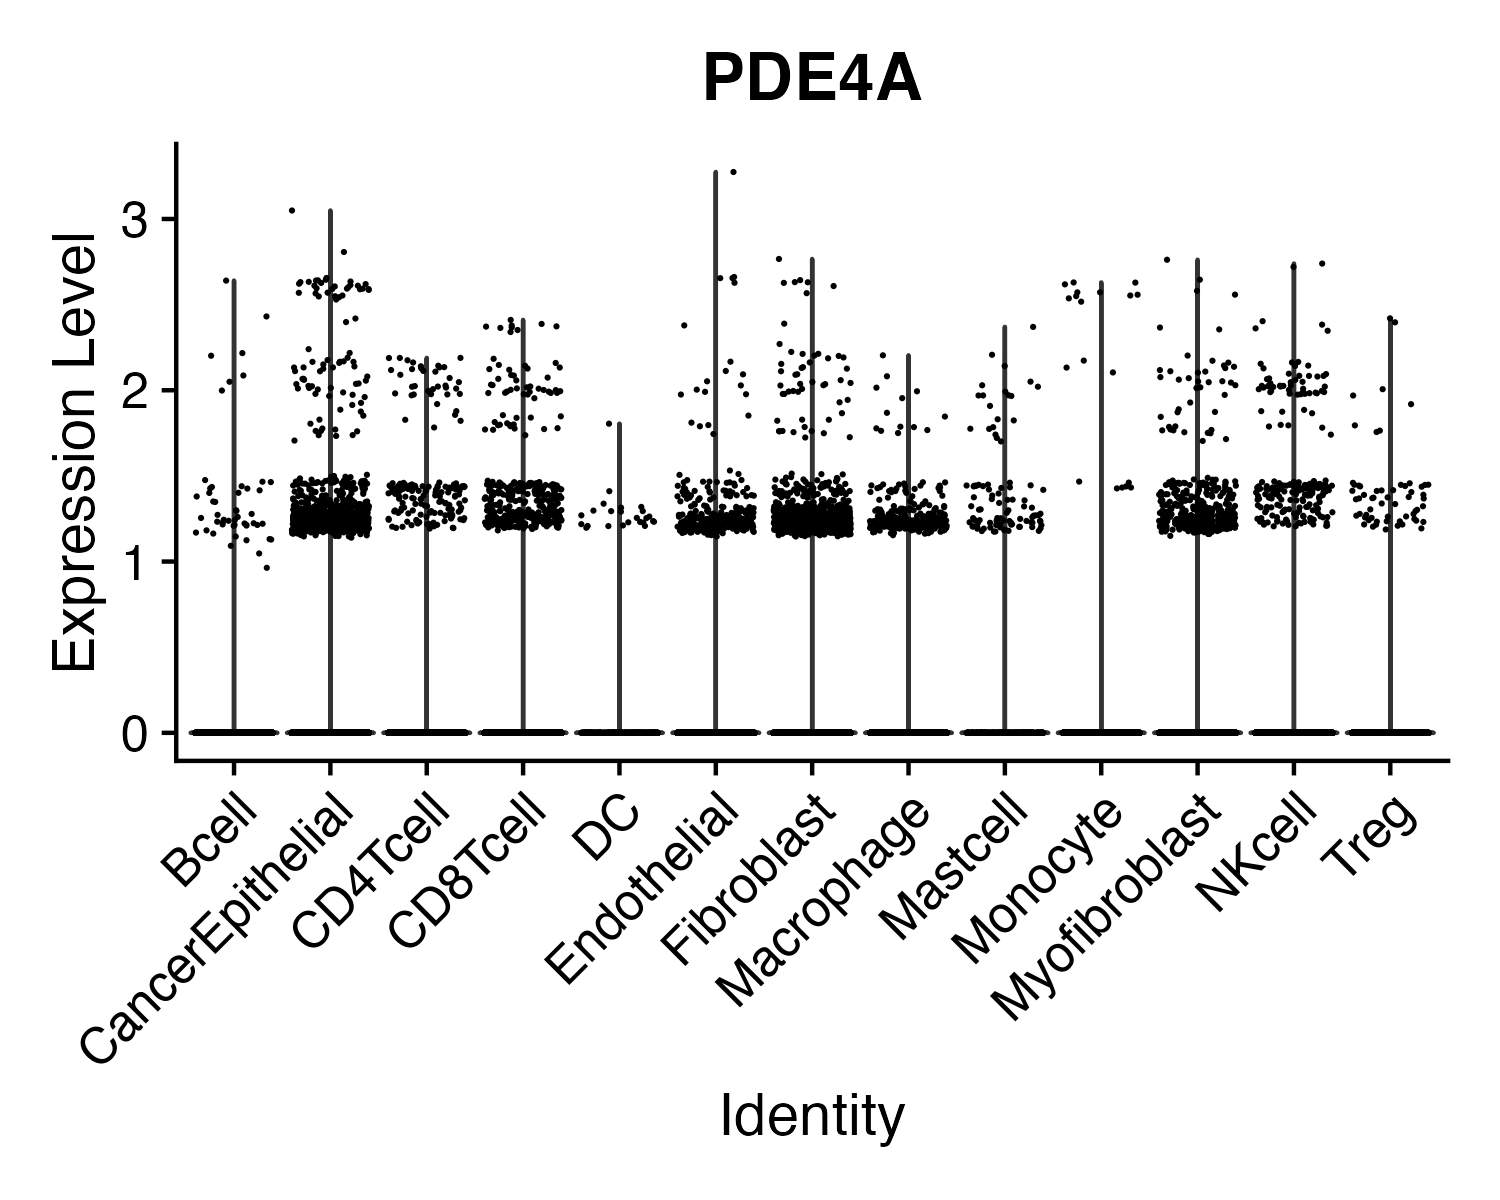 PDE4A
Expression Level
3
2
1
0
Bcell
CancerEpithelial
CD4Tcell
CD8Tcell
DC
Endothelial
Fibroblast
Macrophage
Mastcell
Monocyte
Myofibroblast
NKcell
Treg
Identity